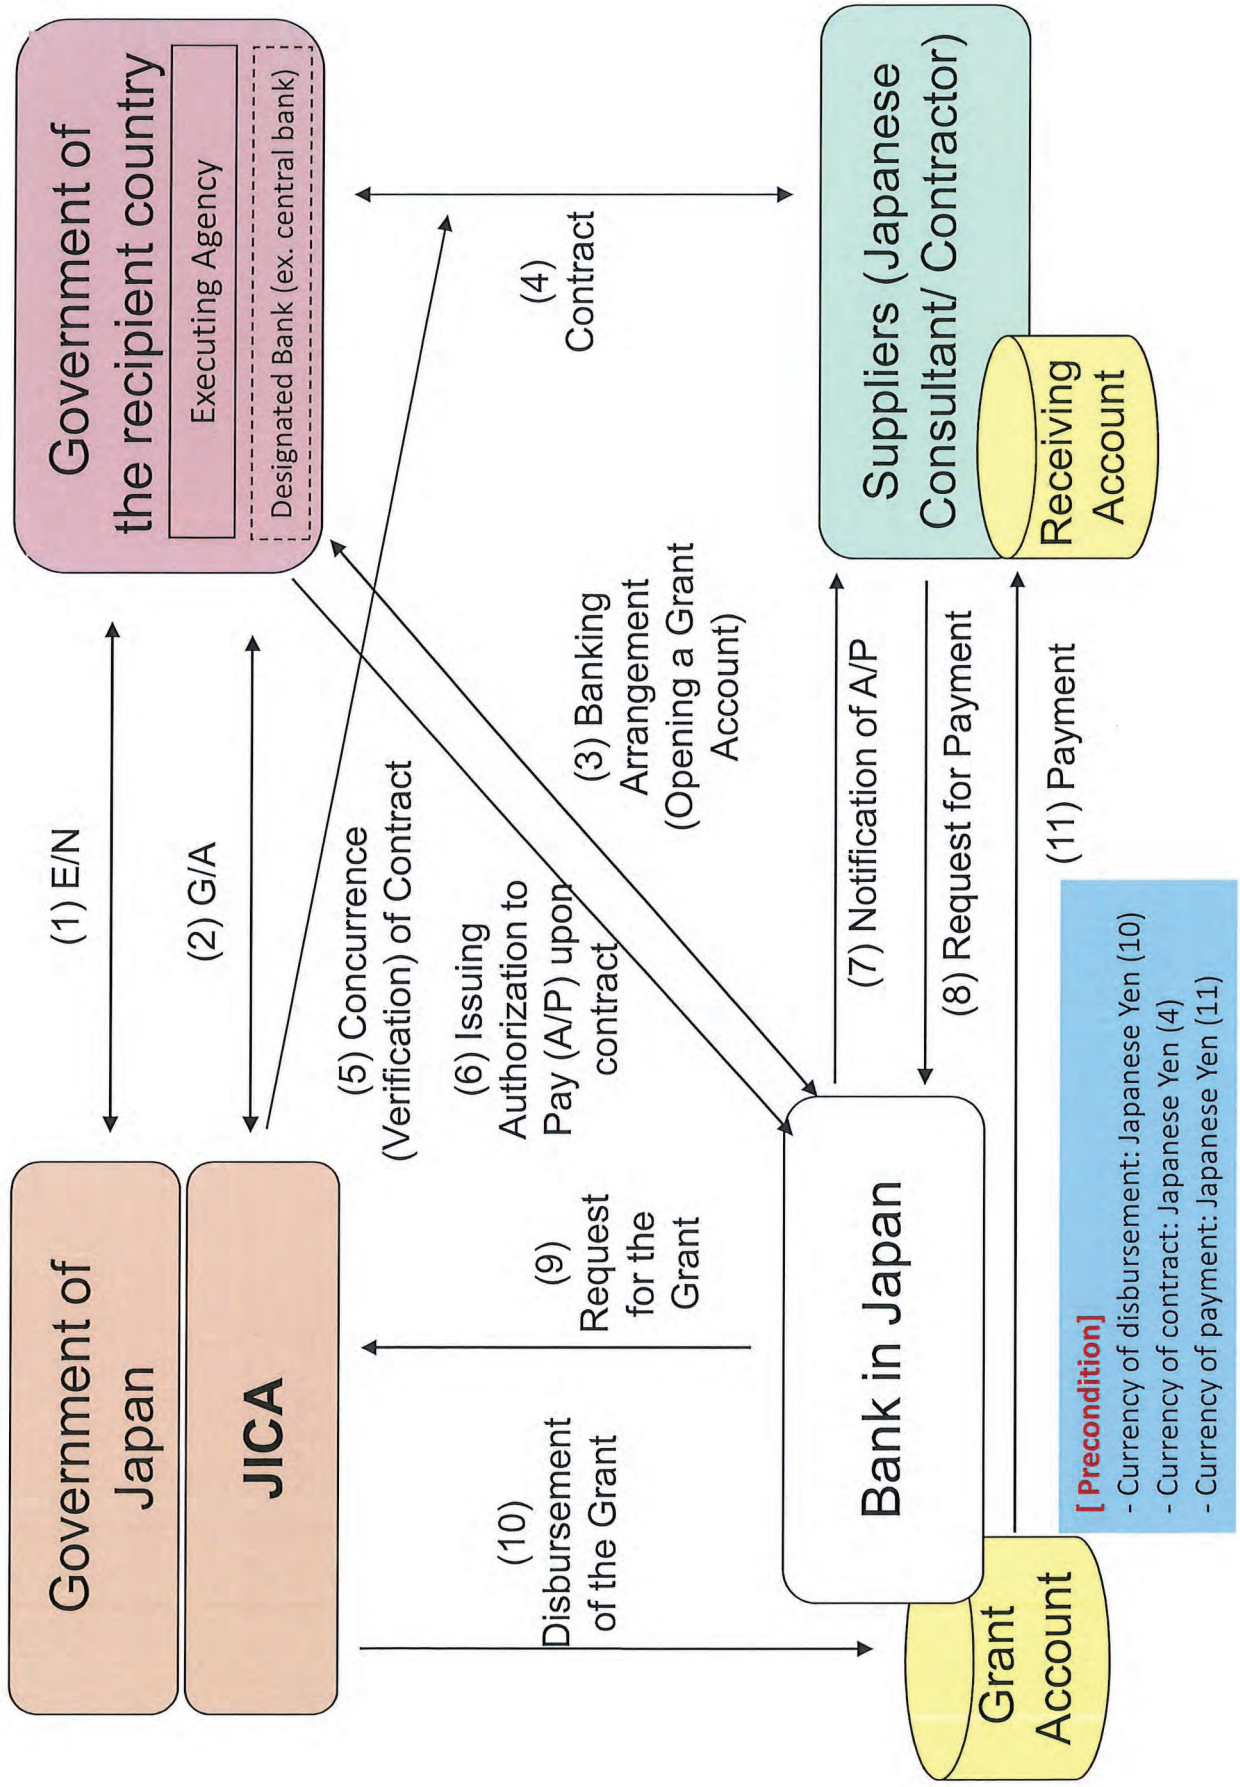 Government of
Japan
JICA
(1) E/N
(2) G/A
Government of
the recipient country
Executing Agency
Designated Bank (ex. central bank)
(5) Concurrence
(Verification) of Contract
(6) Issuing
Authorization to
Pay (A/P) upon
contract
(3) Banking
Arrangement
(Opening a Grant
Account)
(4)
Contract
(9)
Request
for the
Grant
(10)
Disbursement
of the Grant
Bank in Japan
Grant
Account
(7) Notification of A/P
(8) Request for Payment
(11) Payment
Suppliers (Japanese
Consultant/ Contractor)
Receiving
Account
[ Precondition]
- Currency of disbursement: Japanese Yen (10)
- Currency of contract: Japanese Yen (4)
- Currency of payment: Japanese Yen (11)